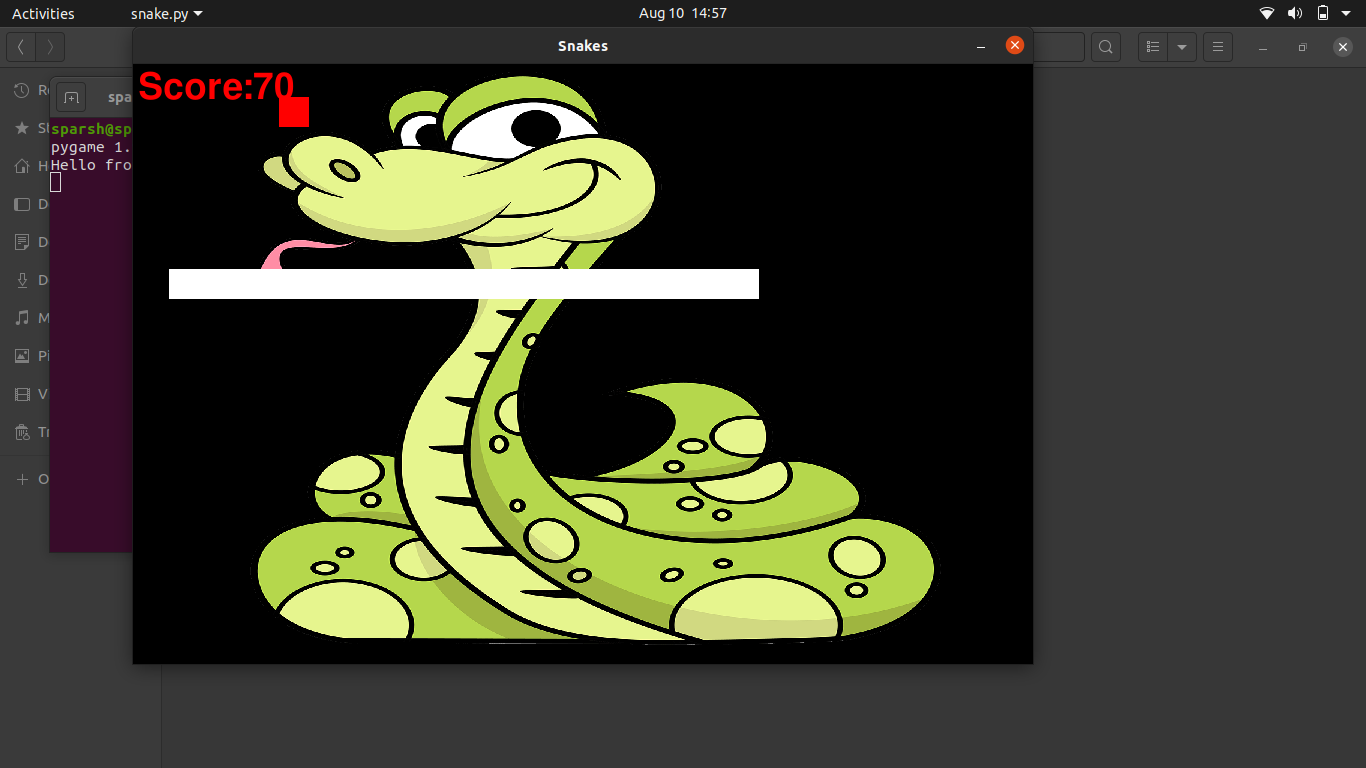 Activities
snake.py
Aug 10 14:57
Snakes
Score:70
spa
sparsh@sp
pygame 1.
Hello fro
R
St
H
D
D
D
M
Pi
V
Tr
O